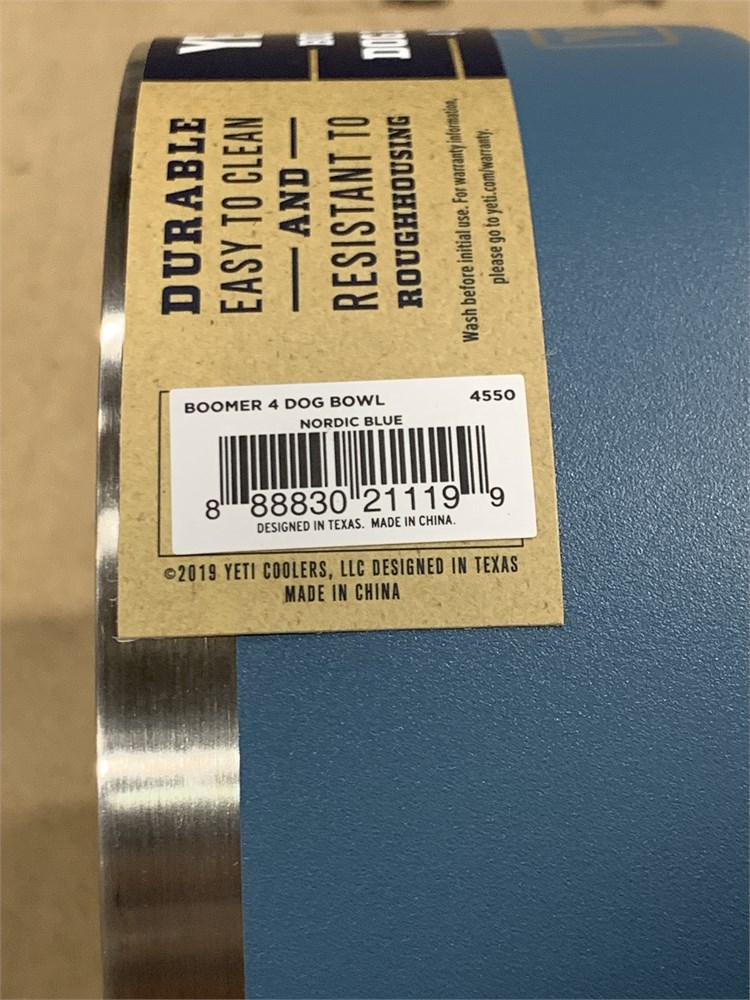 DURABLE
EASY TO CLEAN
AND
RESISTANT TO
ROUGHHOUSING
Wash before initial use. For warranty information,
please go to yeti.com/warranty.
BOOMER 4 DOG BOWL 4550
NORDIC BLUE
8 88830 21119 9
DESIGNED IN TEXAS. MADE IN CHINA.
©2019 YETI COOLERS, LLC DESIGNED IN TEXAS
MADE IN CHINA